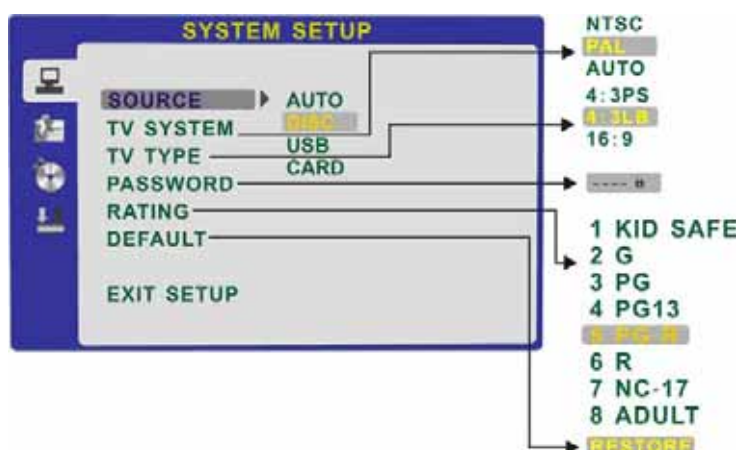 SYSTEM SETUP
SOURCE
TV SYSTEM
TV TYPE
PASSWORD
RATING
DEFAULT
EXIT SETUP
AUTO
DISC
USB
CARD
NTSC
PAL
AUTO
4:3PS
4:3LB
16:9
----
1 KID SAFE
2 G
3 PG
4 PG13
5 PG R
6 R
7 NC-17
8 ADULT
RESTORE